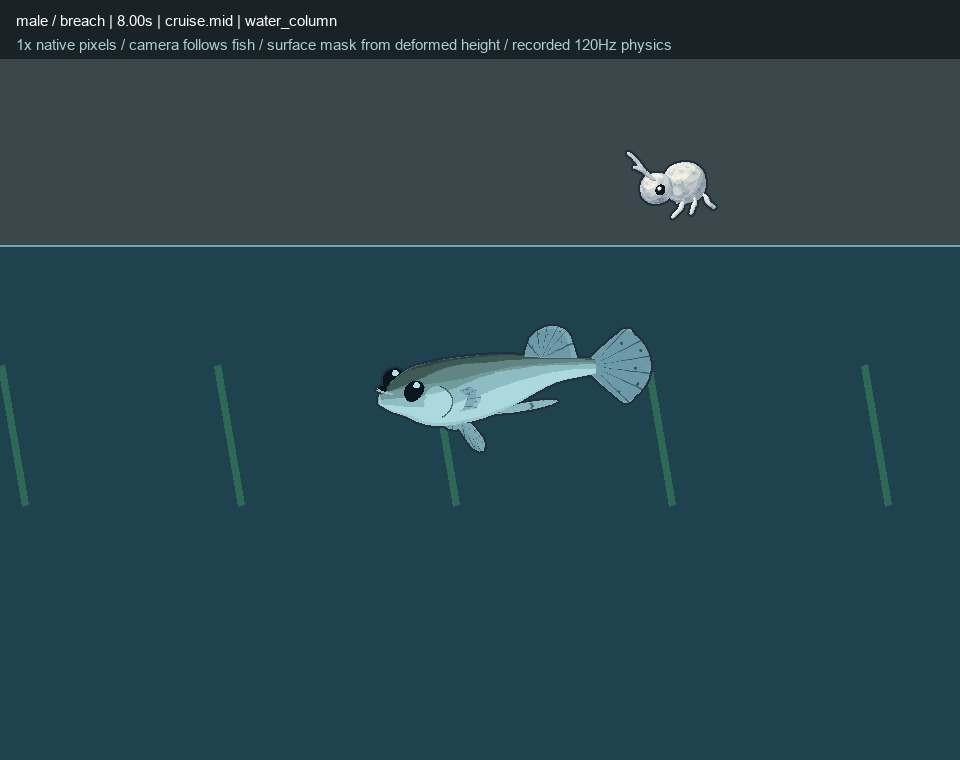 male / breach | 8.00s | cruise.mid | water_column
1x native pixels / camera follows fish / surface mask from deformed height / recorded 120Hz physics